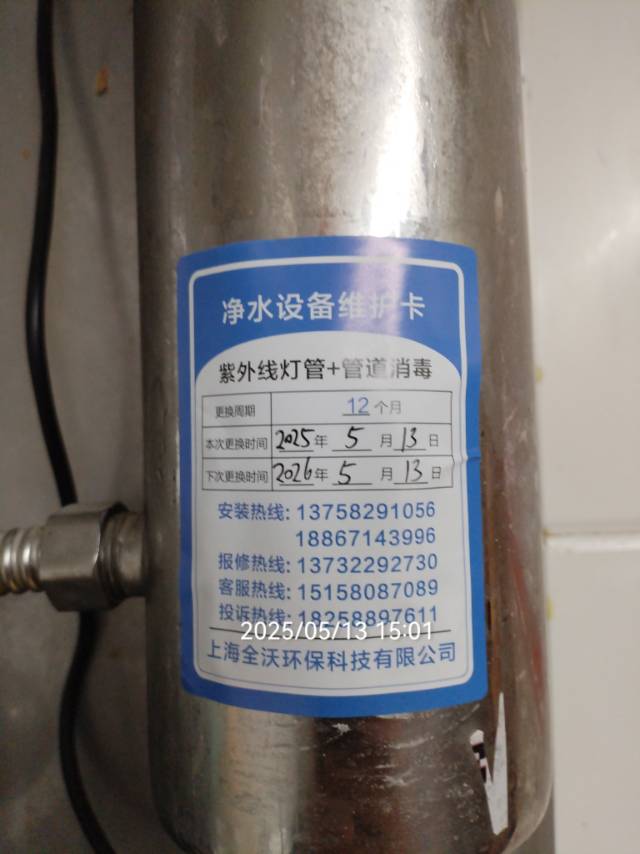 净水设备维护卡
紫外线灯管+管道消毒
更换周期 12 个月
本次更换时间 2025年 5 月 13 日
下次更换时间 2026年 5 月 13 日
安装热线: 13758291056
18867143996
报修热线: 13732292730
客服热线: 15158087089
投诉热线: 18258897611
2025/05/13 15:01
上海全沃环保科技有限公司